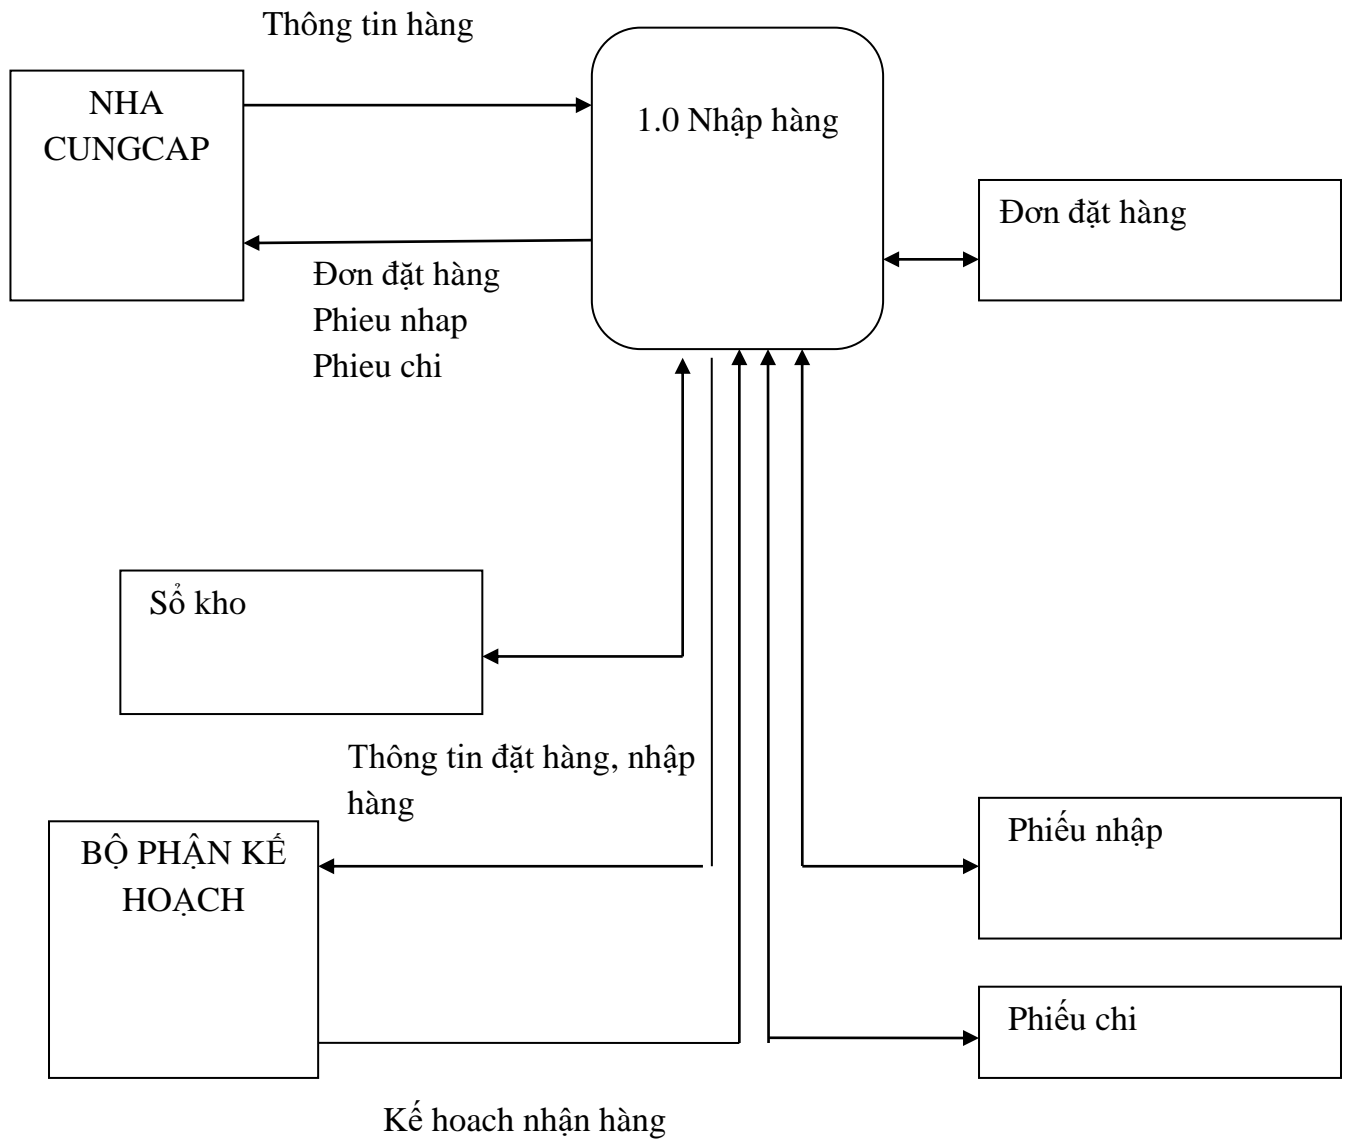 Thông tin hàng
NHA
CUNGCAP
1.0 Nhập hàng
Đơn đặt hàng
Đơn đặt hàng
Phieu nhap
Phieu chi
Sổ kho
Thông tin đặt hàng, nhập
hàng
BỘ PHẬN KẾ
HOẠCH
Phiếu nhập
Phiếu chi
Kế hoach nhận hàng